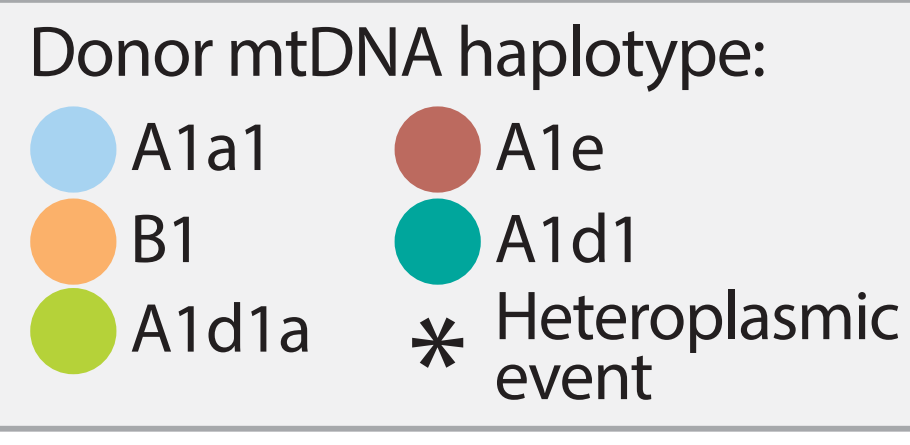 Donor mtDNA haplotype:
A1a1
A1e
B1
A1d1
A1d1a
* Heteroplasmic
event